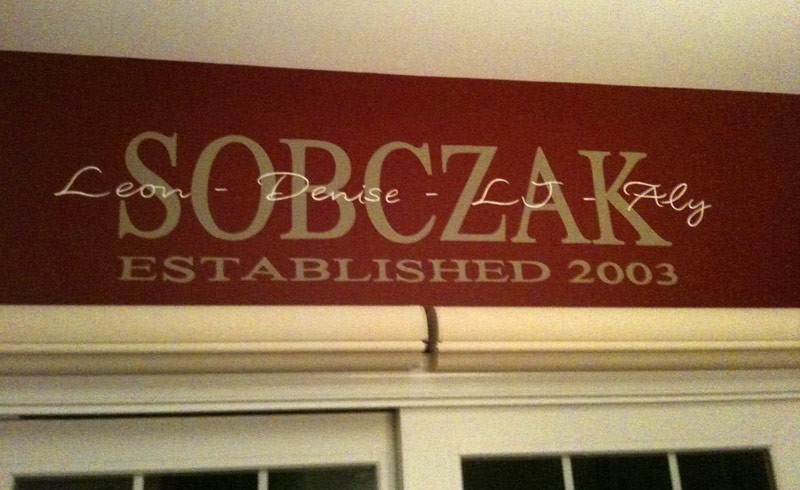 SOBCZAK
Leon - Denise - LJ - Aly
ESTABLISHED 2003